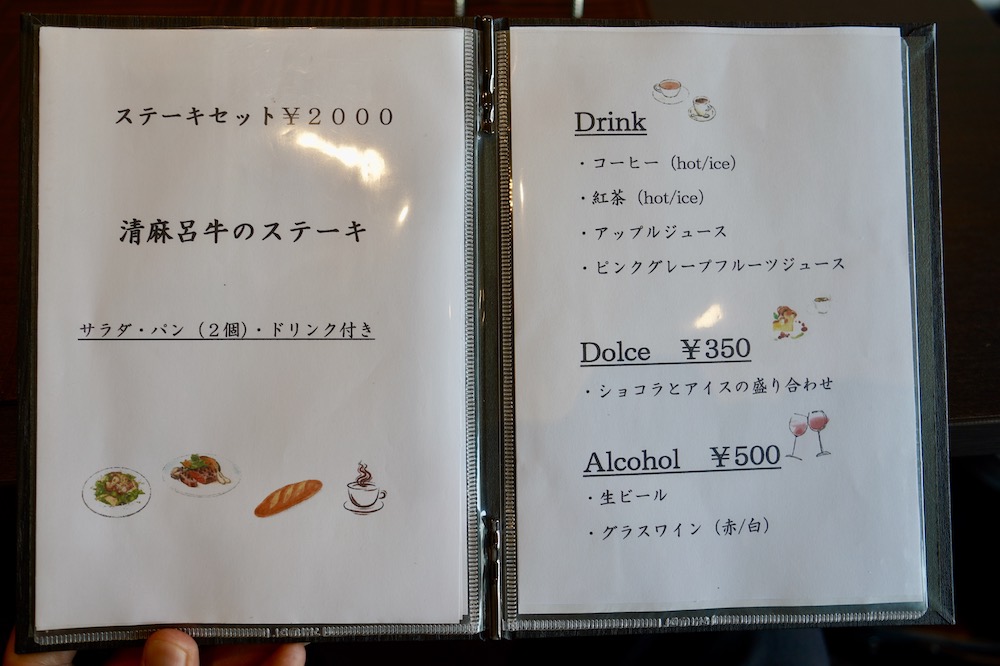 ステーキセット￥２０００
清麻呂牛のステーキ
サラダ・パン（２個）・ドリンク付き
Drink
・コーヒー（hot/ice）
・紅茶（hot/ice）
・アップルジュース
・ピンクグレープフルーツジュース
Dolce　￥350
・ショコラとアイスの盛り合わせ
Alcohol　￥500
・生ビール
・グラスワイン（赤/白）